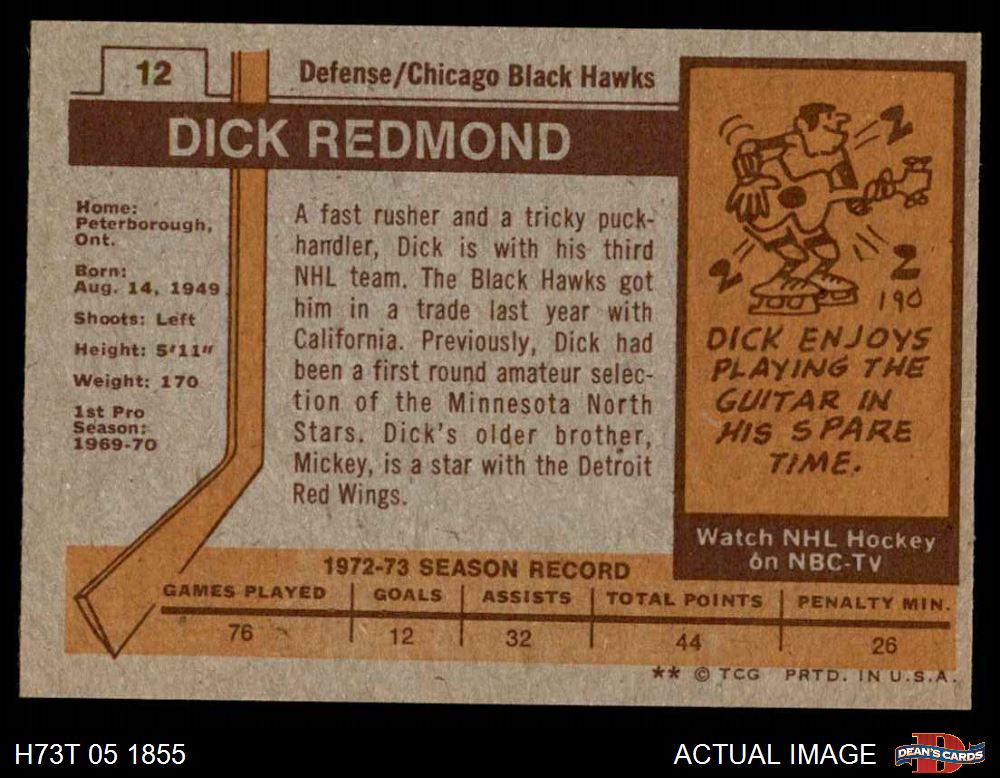 12
Defense/Chicago Black Hawks
DICK REDMOND
Home:
Peterborough,
Ont.
Born:
Aug. 14, 1949
Shoots: Left
Height: 5'11"
Weight: 170
1st Pro
Season:
1969-70
A fast rusher and a tricky puck-
handler, Dick is with his third
NHL team. The Black Hawks got
him in a trade last year with
California. Previously, Dick had
been a first round amateur selec-
tion of the Minnesota North
Stars. Dick's older brother,
Mickey, is a star with the Detroit
Red Wings.
Z
Z
Z
190
DICK ENJOYS
PLAYING THE
GUITAR IN
HIS SPARE
TIME.
Watch NHL Hockey
on NBC-TV
1972-73 SEASON RECORD
GAMES PLAYED GOALS ASSISTS TOTAL POINTS PENALTY MIN.
76 12 32 44 26
** © TCG PRTD. IN U.S.A.
H73T 05 1855
ACTUAL IMAGE
D
DEAN'S CARDS